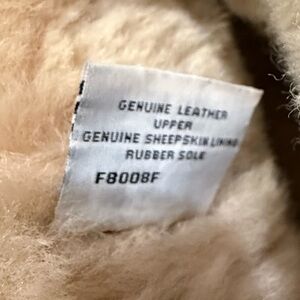 GENUINE LEATHER
UPPER
GENUINE SHEEPSKIN LINING
RUBBER SOLE
F8008F